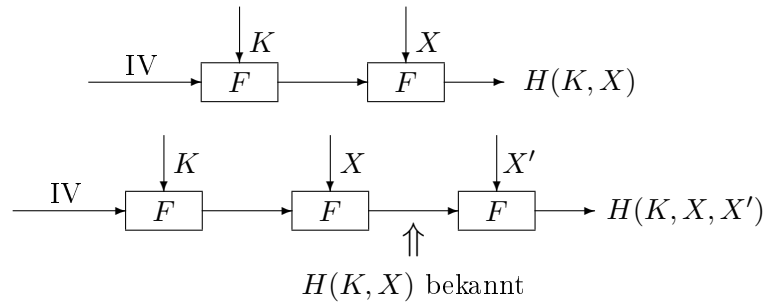 K X
IV F F H(K, X)
K X X′
IV F F F H(K, X, X′)
⇑
H(K, X) bekannt